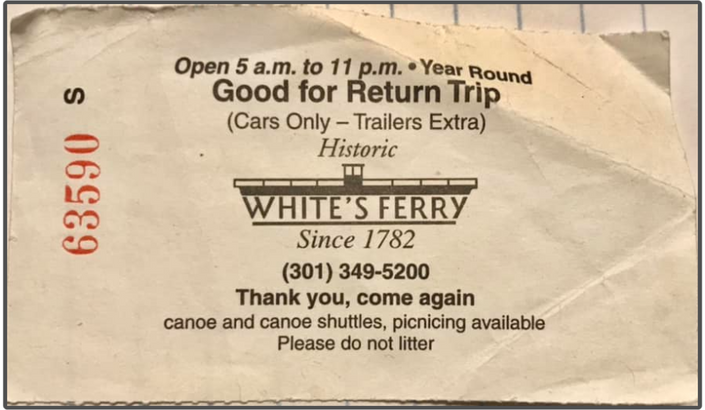 Open 5 a.m. to 11 p.m. • Year Round
Good for Return Trip
(Cars Only – Trailers Extra)
Historic
WHITE'S FERRY
Since 1782
(301) 349-5200
Thank you, come again
canoe and canoe shuttles, picnicing available
Please do not litter
63590 S